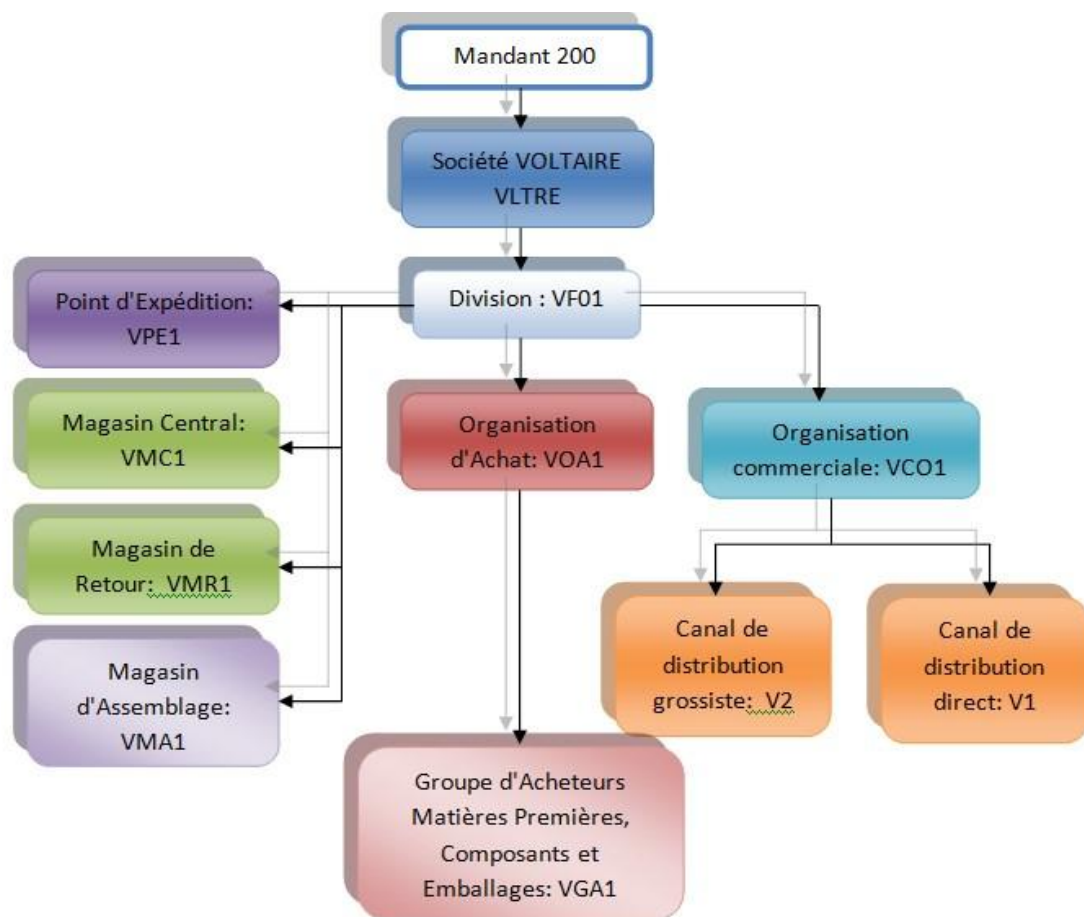 Mandant 200
Société VOLTAIRE
VLTRE
Division : VF01
Point d'Expédition:
VPE1
Magasin Central:
VMC1
Magasin de
Retour: VMR1
Magasin
d'Assemblage:
VMA1
Organisation
d'Achat: VOA1
Groupe d'Acheteurs
Matières Premières,
Composants et
Emballages: VGA1
Organisation
commerciale: VCO1
Canal de
distribution
grossiste: V2
Canal de
distribution
direct: V1